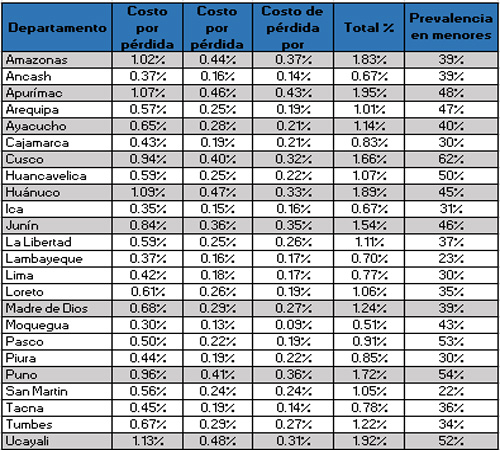 Departamento Costo por pérdida Costo por pérdida Costo de pérdida por Total % Prevalencia en menores
Amazonas 1.02% 0.44% 0.37% 1.83% 39%
Ancash 0.37% 0.16% 0.14% 0.67% 39%
Apurímac 1.07% 0.46% 0.43% 1.95% 48%
Arequipa 0.57% 0.25% 0.19% 1.01% 47%
Ayacucho 0.65% 0.28% 0.21% 1.14% 40%
Cajamarca 0.43% 0.19% 0.21% 0.83% 30%
Cusco 0.94% 0.40% 0.32% 1.66% 62%
Huancavelica 0.59% 0.25% 0.22% 1.07% 50%
Huánuco 1.09% 0.47% 0.33% 1.89% 45%
Ica 0.35% 0.15% 0.16% 0.67% 31%
Junín 0.84% 0.36% 0.35% 1.54% 46%
La Libertad 0.59% 0.25% 0.26% 1.11% 37%
Lambayeque 0.37% 0.16% 0.17% 0.70% 23%
Lima 0.42% 0.18% 0.17% 0.77% 30%
Loreto 0.61% 0.26% 0.19% 1.06% 35%
Madre de Dios 0.68% 0.29% 0.27% 1.24% 39%
Moquegua 0.30% 0.13% 0.09% 0.51% 43%
Pasco 0.50% 0.22% 0.19% 0.91% 53%
Piura 0.44% 0.19% 0.22% 0.85% 30%
Puno 0.96% 0.41% 0.36% 1.72% 54%
San Martin 0.56% 0.24% 0.24% 1.05% 22%
Tacna 0.45% 0.19% 0.14% 0.78% 36%
Tumbes 0.67% 0.29% 0.27% 1.22% 34%
Ucayali 1.13% 0.48% 0.31% 1.92% 52%